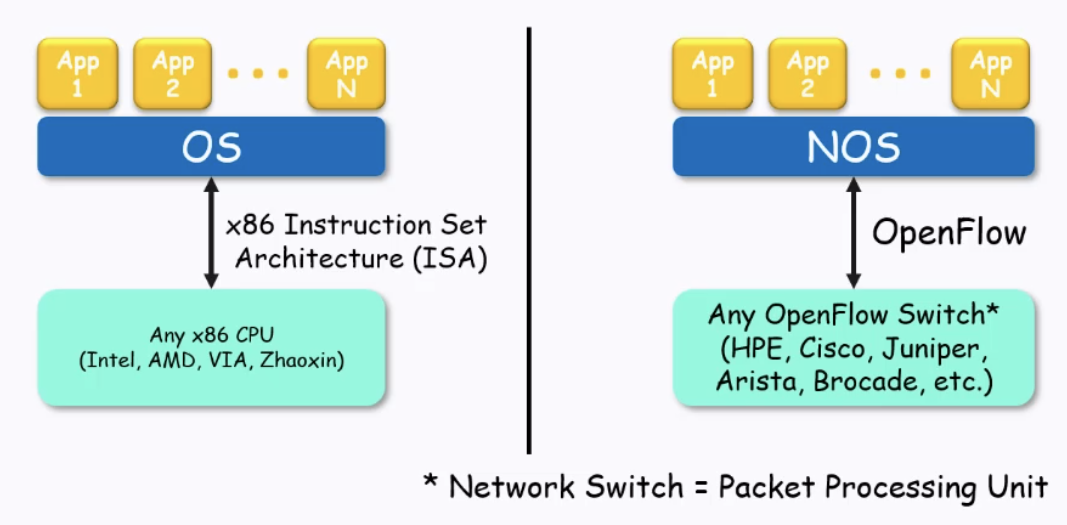 App
1
App
2
App
N
OS
x86 Instruction Set
Architecture (ISA)
Any x86 CPU
(Intel, AMD, VIA, Zhaoxin)
App
1
App
2
App
N
NOS
OpenFlow
Any OpenFlow Switch*
(HPE, Cisco, Juniper,
Arista, Brocade, etc.)
* Network Switch = Packet Processing Unit